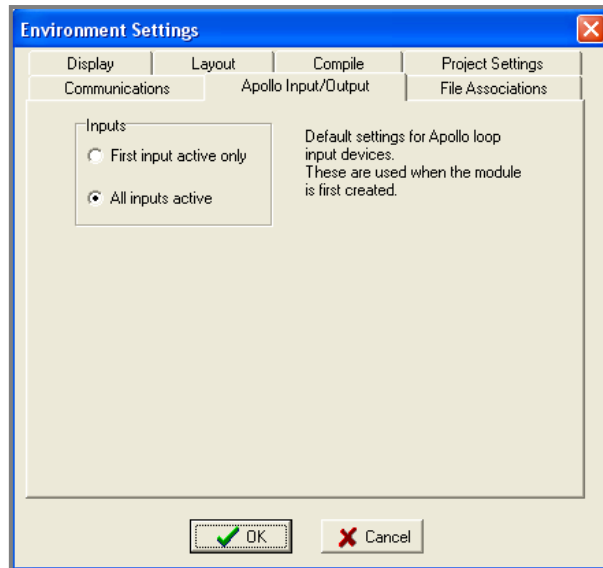 Environment Settings
Display
Layout
Compile
Project Settings
Communications
Apollo Input/Output
File Associations
Inputs
First input active only
All inputs active
Default settings for Apollo loop
input devices.
These are used when the module
is first created.
OK
Cancel